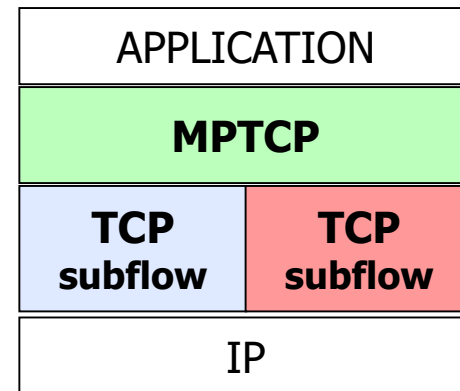 APPLICATION
MPTCP
TCP
subflow
TCP
subflow
IP